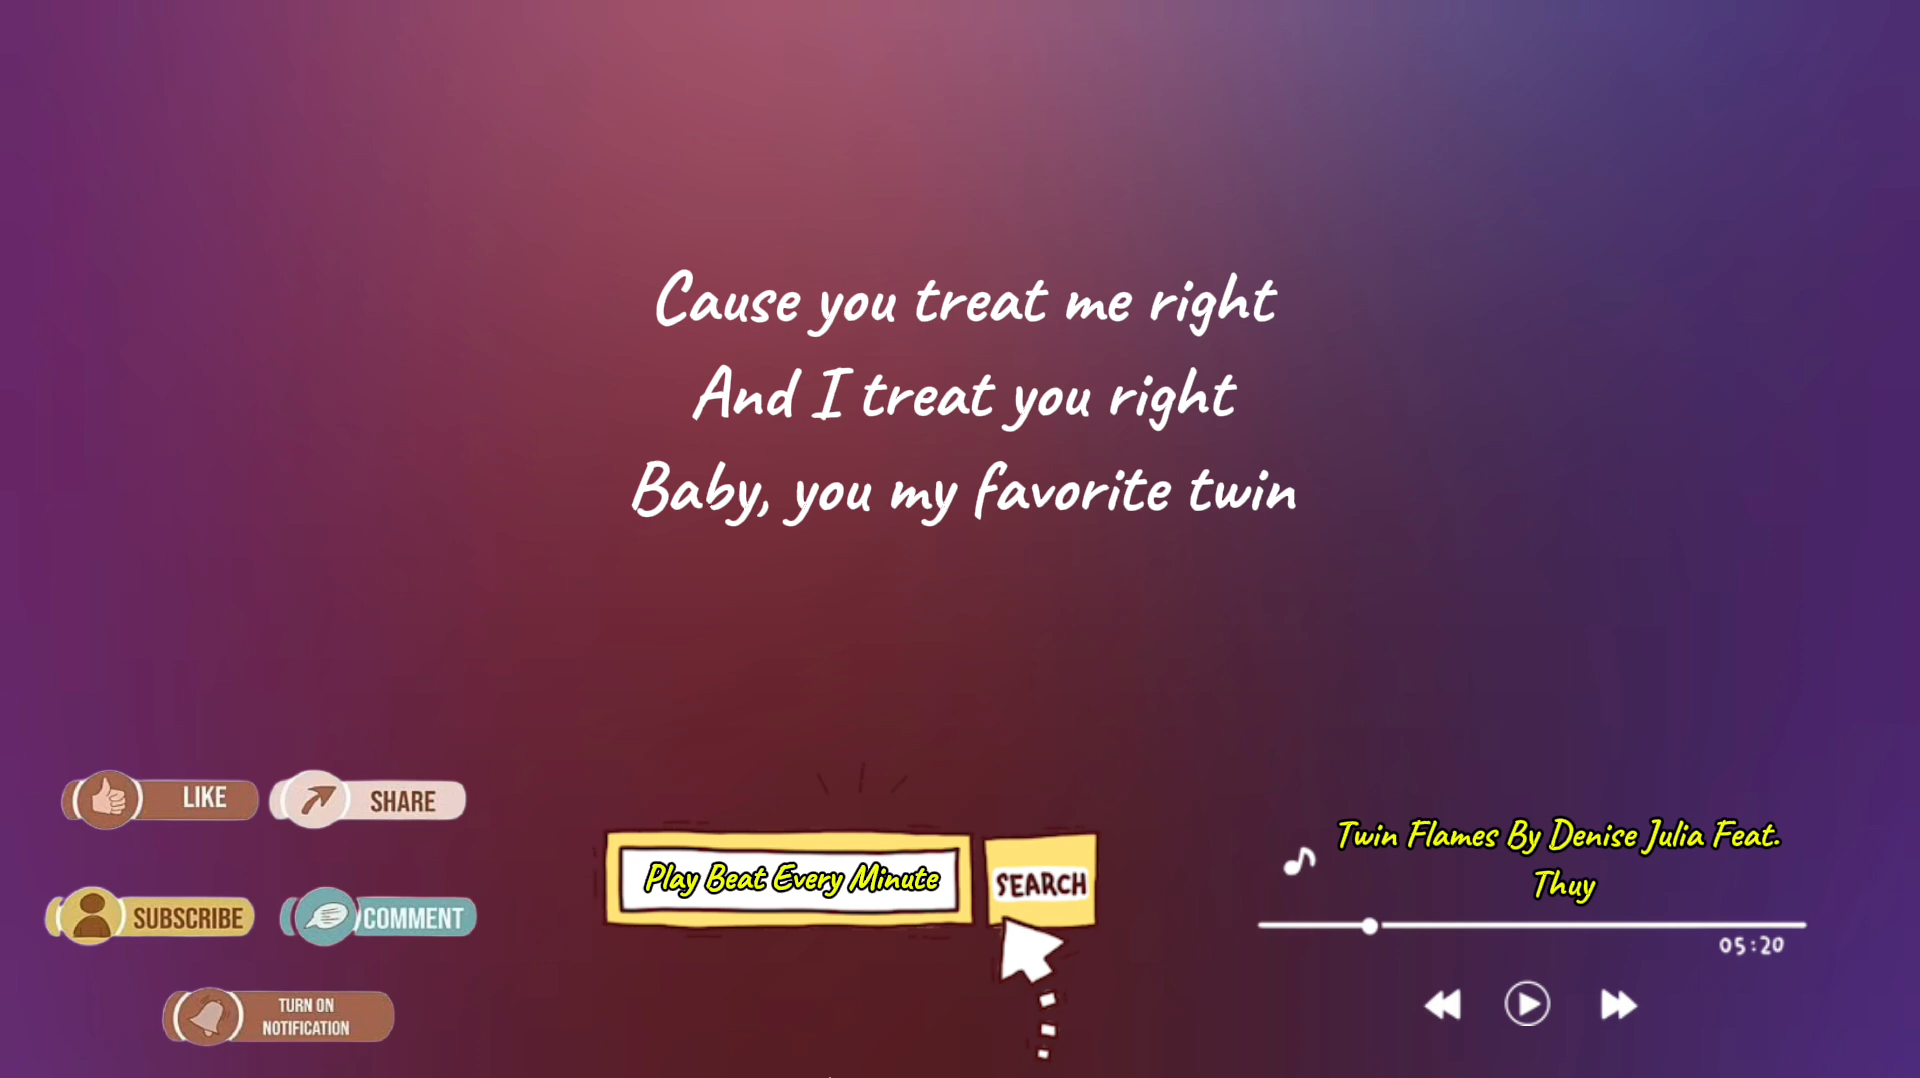 Cause you treat me right
And I treat you right
Baby, you my favorite twin
LIKE
SHARE
SUBSCRIBE
COMMENT
TURN ON
NOTIFICATION
Play Beat Every Minute
SEARCH
Twin Flames By Denise Julia Feat.
Thuy
05:20